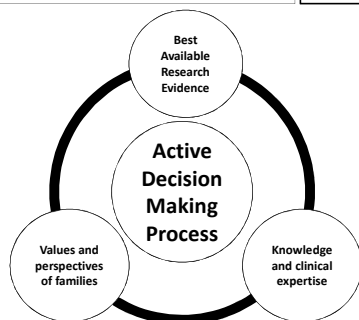 Best
Available
Research
Evidence
Active
Decision
Making
Process
Values and
perspectives
of families
Knowledge
and clinical
expertise